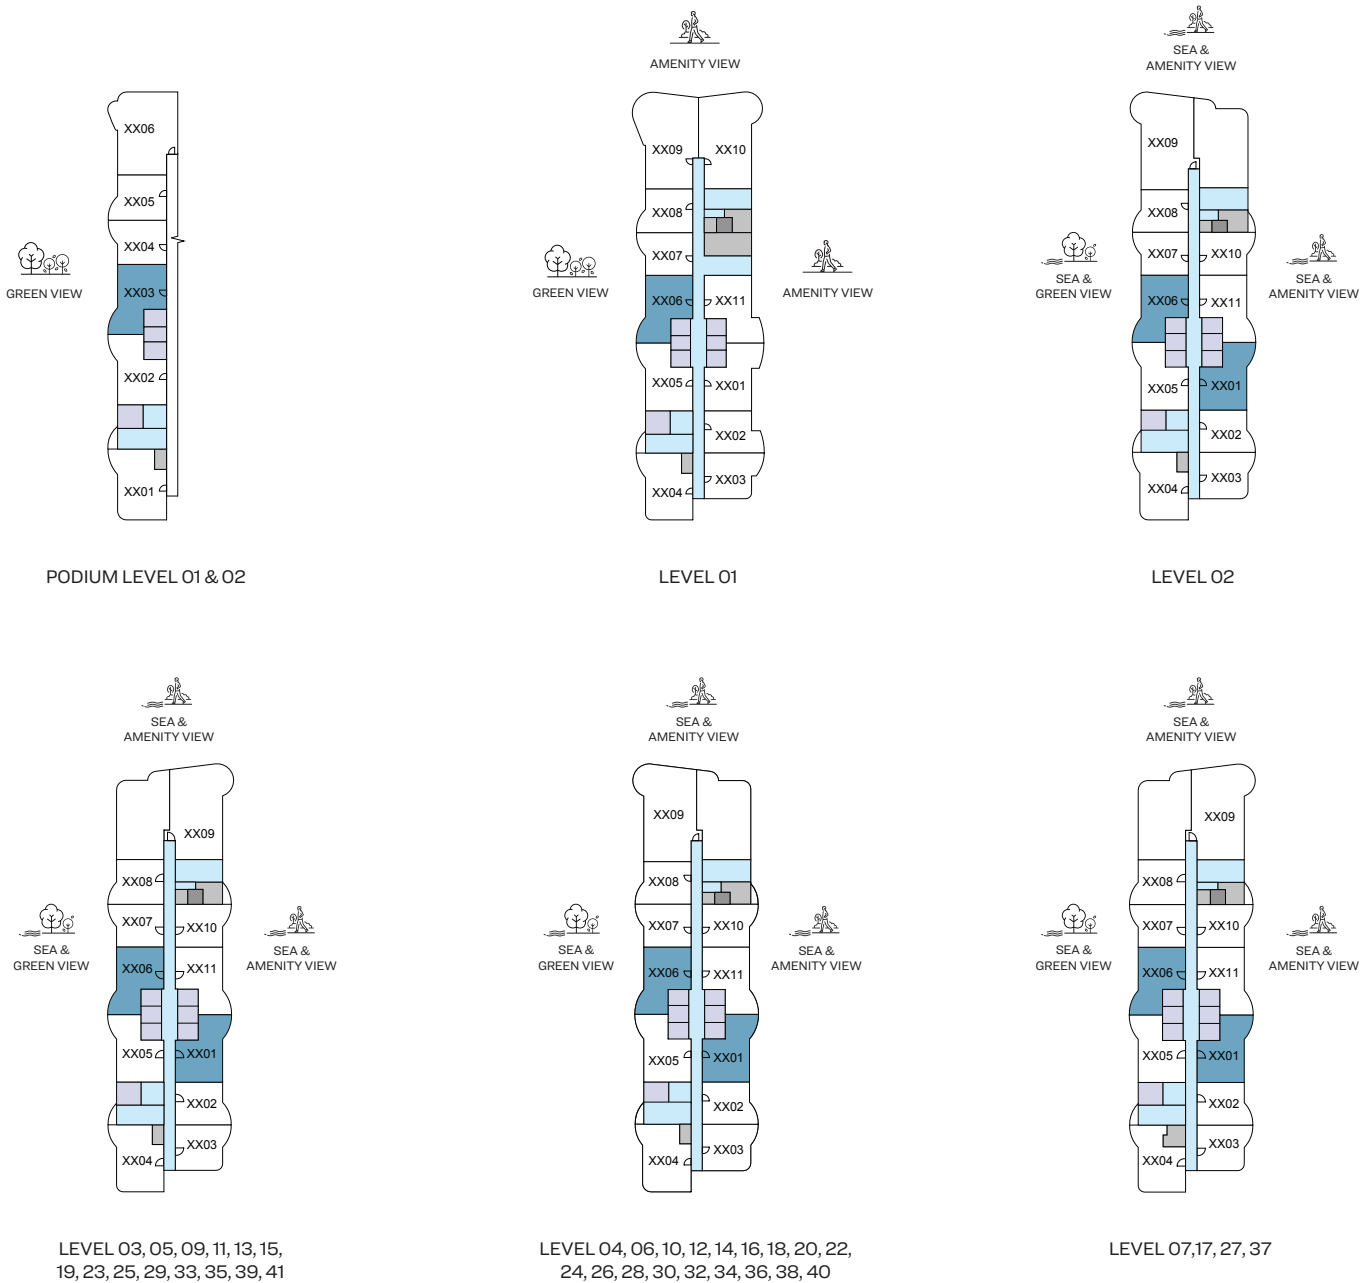 AMENITY VIEW
SEA &
AMENITY VIEW
XX06
XX05
XX04
XX03
XX02
XX01
GREEN VIEW
PODIUM LEVEL 01 & 02
XX09
XX10
XX08
XX07
XX06
XX11
XX05
XX01
XX02
XX04
XX03
GREEN VIEW
AMENITY VIEW
LEVEL 01
XX09
XX08
XX07
XX10
XX06
XX11
XX05
XX01
XX02
XX04
XX03
SEA &
GREEN VIEW
SEA &
AMENITY VIEW
LEVEL 02
SEA &
AMENITY VIEW
XX09
XX08
XX07
XX10
XX06
XX11
XX05
XX01
XX02
XX04
XX03
SEA &
GREEN VIEW
SEA &
AMENITY VIEW
LEVEL 03, 05, 09, 11, 13, 15,
19, 23, 25, 29, 33, 35, 39, 41
SEA &
AMENITY VIEW
XX09
XX08
XX07
XX10
XX06
XX11
XX05
XX01
XX02
XX04
XX03
SEA &
GREEN VIEW
SEA &
AMENITY VIEW
LEVEL 04, 06, 10, 12, 14, 16, 18, 20, 22,
24, 26, 28, 30, 32, 34, 36, 38, 40
SEA &
AMENITY VIEW
XX09
XX08
XX07
XX10
XX06
XX11
XX05
XX01
XX02
XX04
XX03
SEA &
GREEN VIEW
SEA &
AMENITY VIEW
LEVEL 07,17, 27, 37